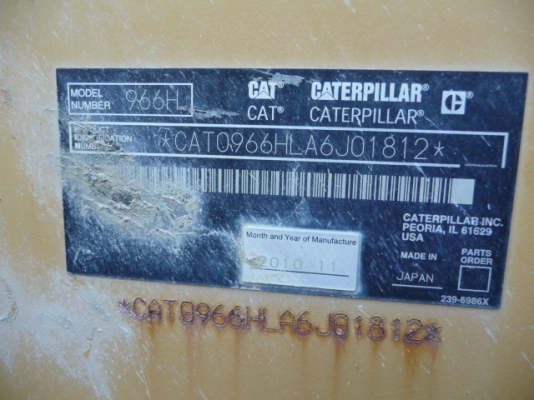 MODEL NUMBER 966H
CAT® CATERPILLAR®
CAT® CATERPILLAR®
PRODUCT IDENTIFICATION NUMBER *CAT0966HLA6J01812*
CATERPILLAR INC.
PEORIA, IL 61629
USA
Month and Year of Manufacture
2010 11
MADE IN JAPAN
PARTS ORDER
239-6986X
*CAT0966HLA6J01812*